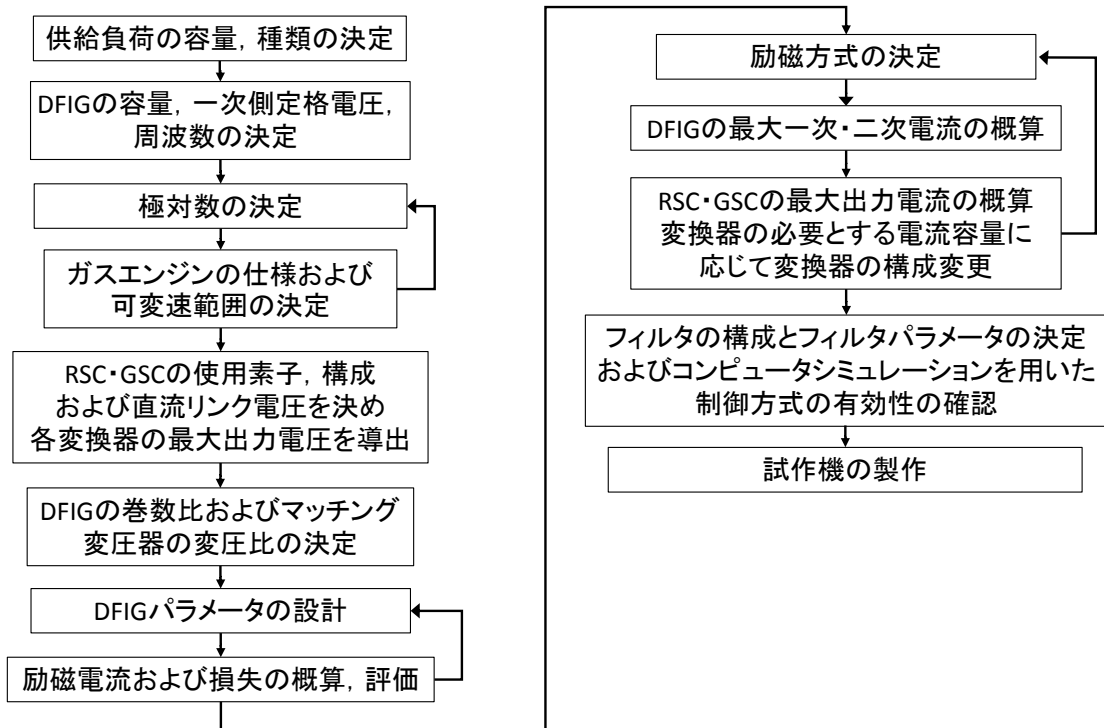 供給負荷の容量，種類の決定
DFIGの容量，一次側定格電圧，
周波数の決定
極対数の決定
ガスエンジンの仕様および
可変速範囲の決定
RSC・GSCの使用素子，構成
および直流リンク電圧を決め
各変換器の最大出力電圧を導出
DFIGの巻数比およびマッチング
変圧器の変圧比の決定
DFIGパラメータの設計
励磁電流および損失の概算，評価
励磁方式の決定
DFIGの最大一次・二次電流の概算
RSC・GSCの最大出力電流の概算
変換器の必要とする電流容量に
応じて変換器の構成変更
フィルタの構成とフィルタパラメータの決定
およびコンピュータシミュレーションを用いた
制御方式の有効性の確認
試作機の製作